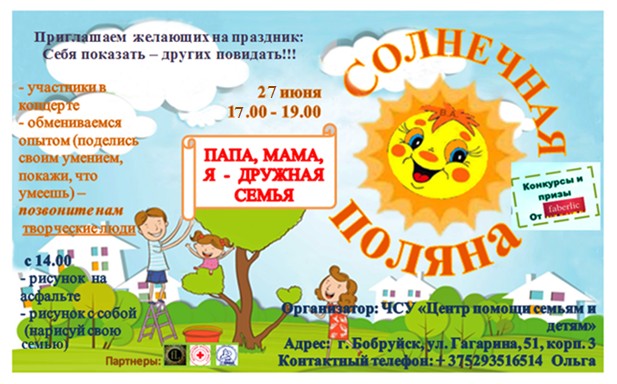 Приглашаем желающих на праздник:
Себя показать – других повидать!!!
- участники в
концерте
- обмениваемся
опытом (поделись
своим умением,
покажи, что
умеешь) –
позвоните нам
творческие люди
с 14.00
- рисунок на
асфальте
- рисунок с собой
(нарисуй свою
семью)
27 июня
17.00 - 19.00
ПАПА, МАМА,
Я - ДРУЖНАЯ
СЕМЬЯ
СОЛНЕЧНАЯ
ПОЛЯНА
Конкурсы и
призы
От faberlic
Организатор: ЧСУ «Центр помощи семьям и
детям»
Адрес: г. Бобруйск, ул. Гагарина, 51, корп. 3
Контактный телефон: + 375293516514 Ольга
Партнеры: